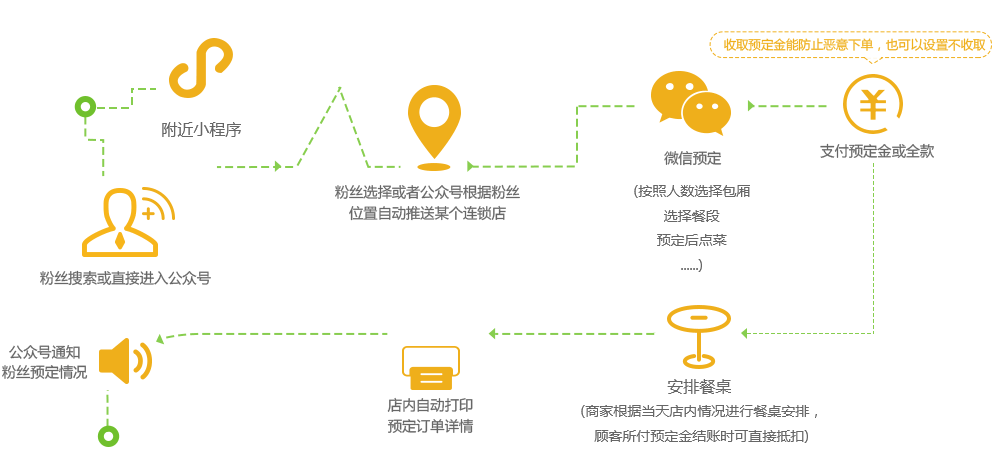 收取预定金能防止恶意下单，也可以设置不收取
附近小程序
粉丝搜索或直接进入公众号
粉丝选择或者公众号根据粉丝
位置自动推送某个连锁店
微信预定
(按照人数选择包厢
选择餐段
预定后点菜
......)
支付预定金或全款
安排餐桌
(商家根据当天店内情况进行餐桌安排，
顾客所付预定金结账时可直接抵扣)
店内自动打印
预定订单详情
公众号通知
粉丝预定情况